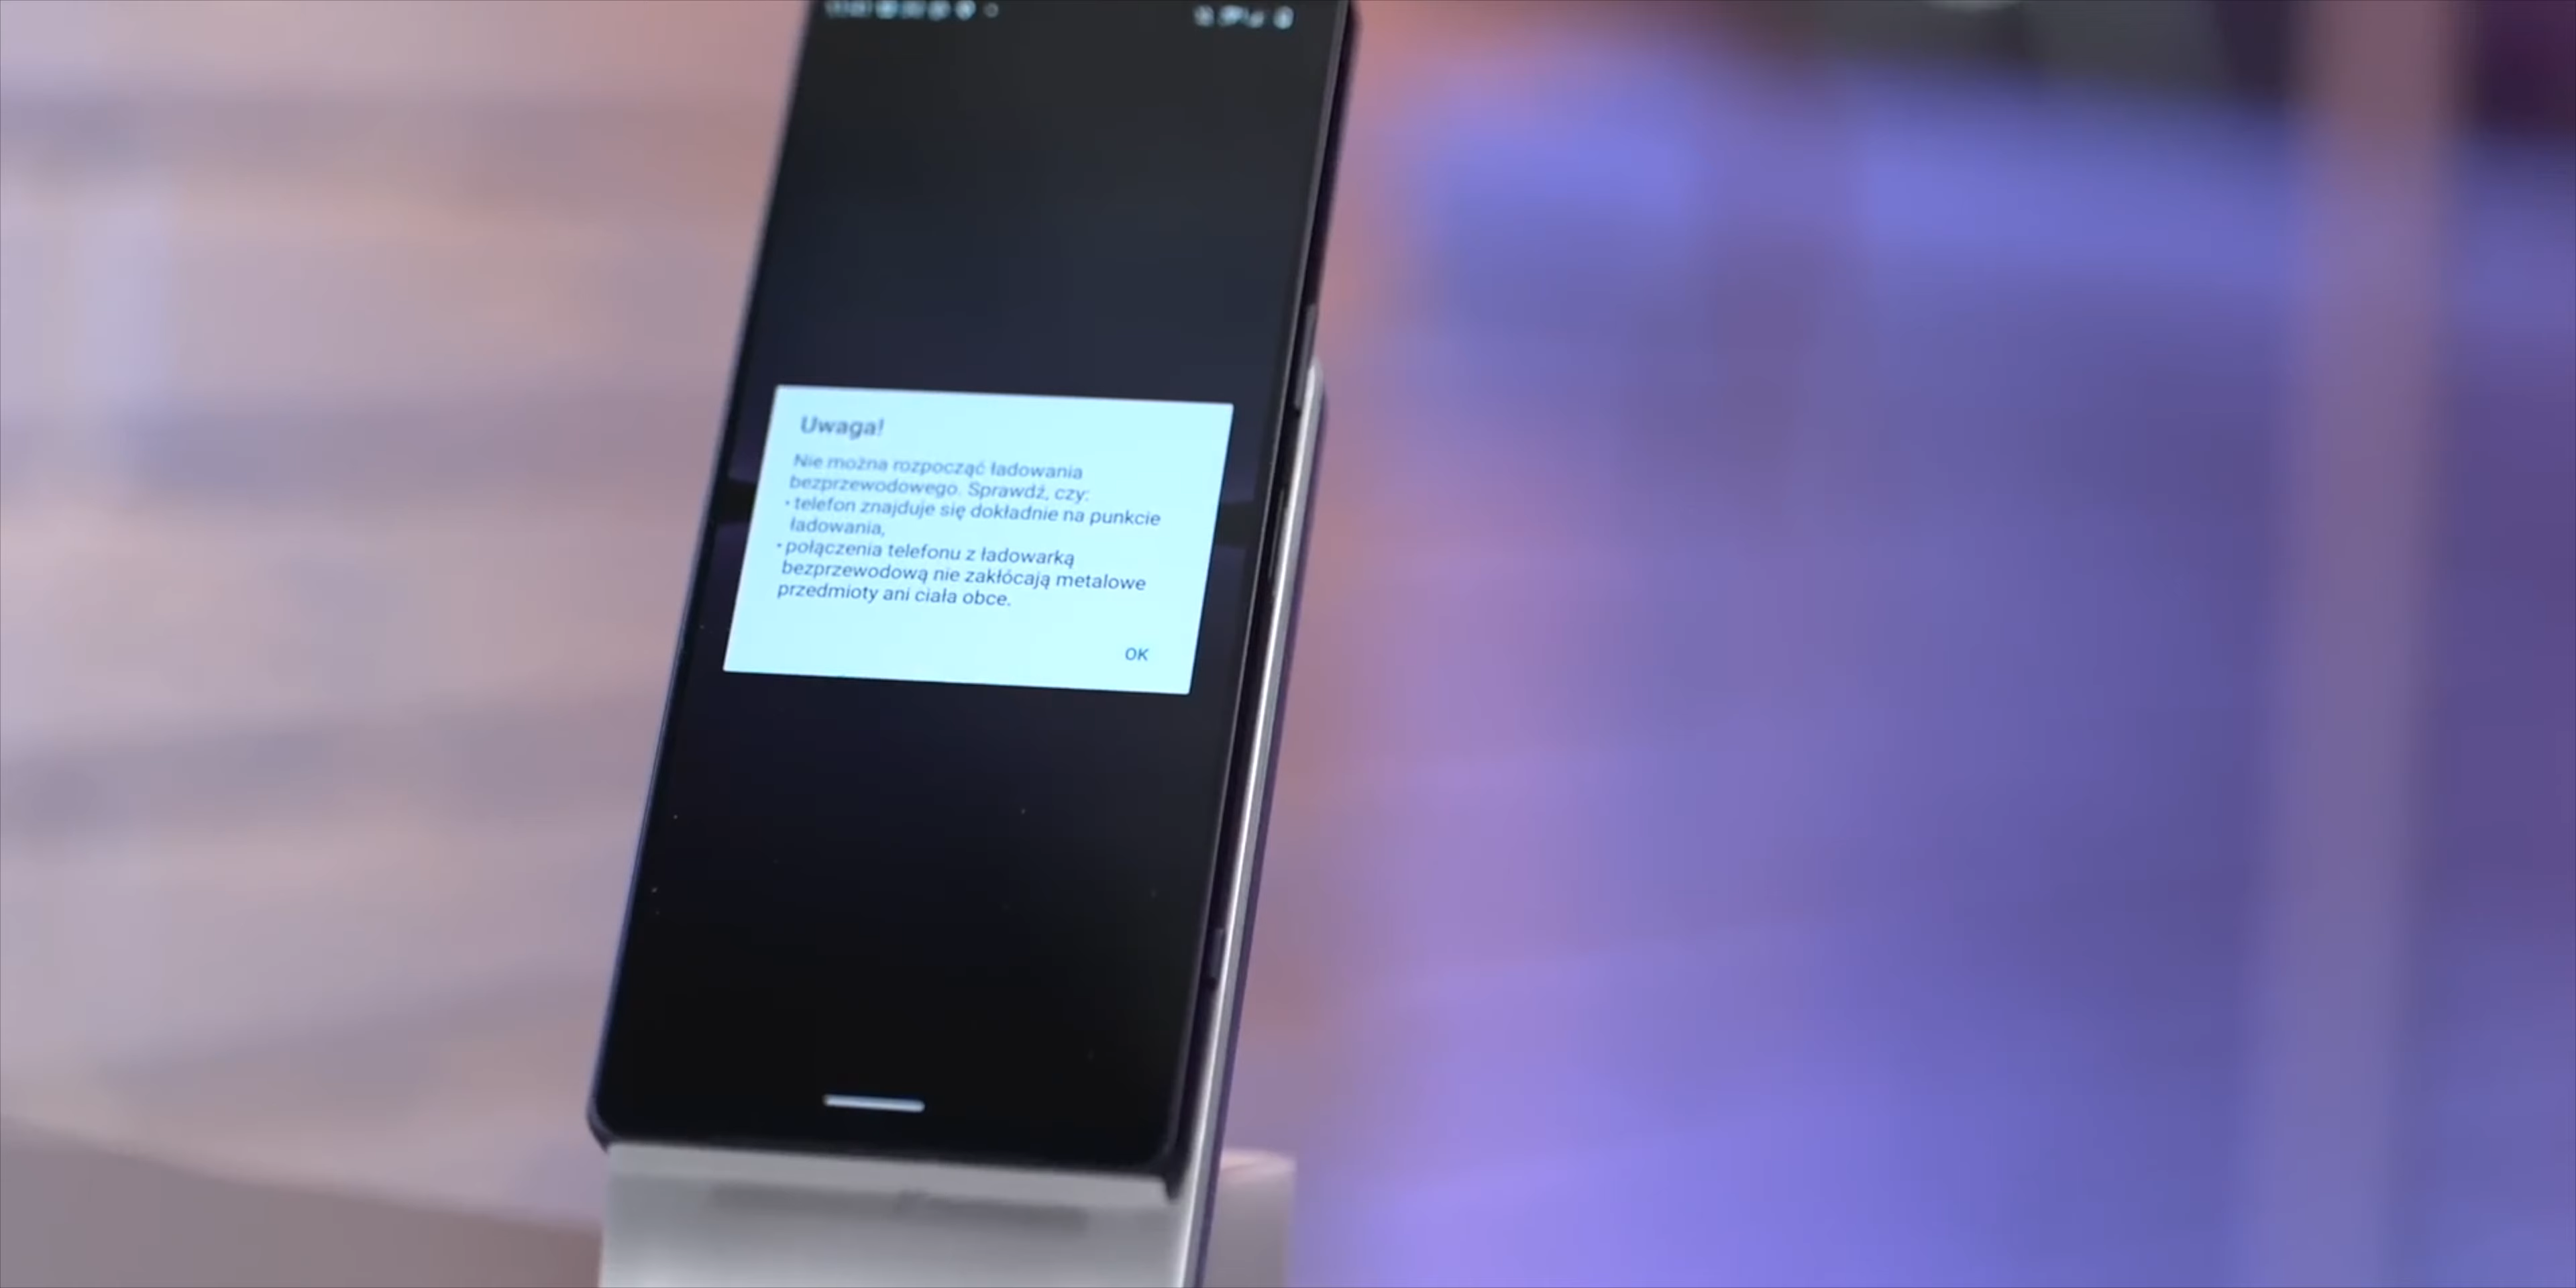 Uwaga!
Nie można rozpocząć ładowania
bezprzewodowego. Sprawdź, czy:
• telefon znajduje się dokładnie na punkcie
ładowania,
• połączenia telefonu z ładowarką
bezprzewodową nie zakłócają metalowe
przedmioty ani ciała obce.
OK